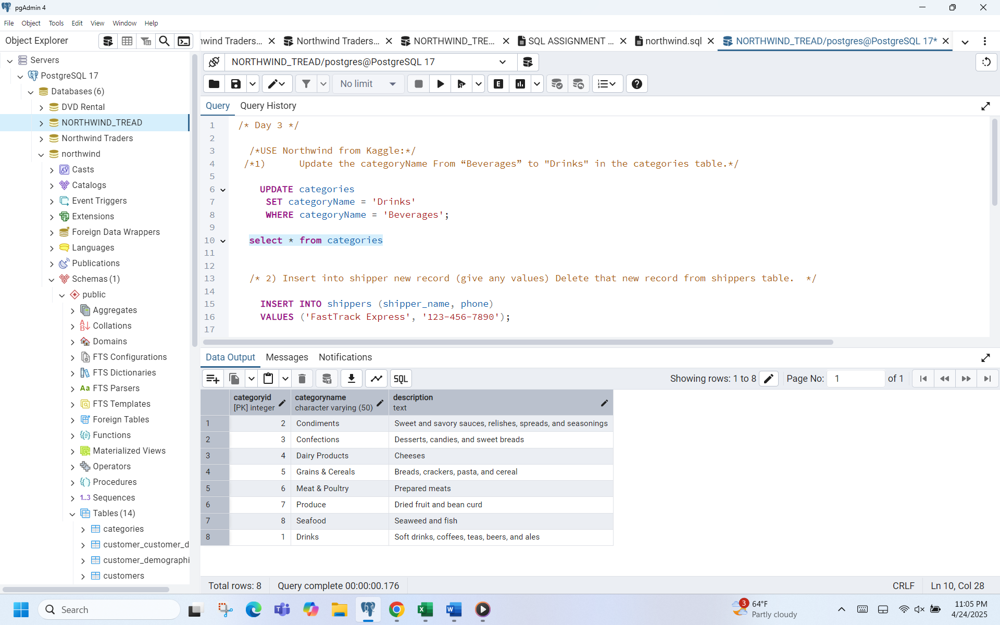 pgAdmin 4
File Object Tools Edit View Window Help
Object Explorer
Servers
PostgreSQL 17
Databases (6)
DVD Rental
NORTHWIND_TREAD
Northwind Traders
northwind
Casts
Catalogs
Event Triggers
Extensions
Foreign Data Wrappers
Languages
Publications
Schemas (1)
public
Aggregates
Collations
Domains
FTS Configurations
FTS Dictionaries
Aa FTS Parsers
FTS Templates
Foreign Tables
Functions
Materialized Views
Operators
Procedures
1..3 Sequences
Tables (14)
categories
customer_customer_d
customer_demographi
customers
nwind Traders... Northwind Traders... NORTHWIND_TRE... SQL ASSIGNMENT ... northwind.sql NORTHWIND_TREAD/postgres@PostgreSQL 17*
NORTHWIND_TREAD/postgres@PostgreSQL 17
No limit E
Query Query History
1 /* Day 3 */
2
3 /*USE Northwind from Kaggle:*/
4 /*1) Update the categoryName From “Beverages” to "Drinks" in the categories table.*/
5
6 UPDATE categories
7 SET categoryName = 'Drinks'
8 WHERE categoryName = 'Beverages';
9
10 select * from categories
11
12
13 /* 2) Insert into shipper new record (give any values) Delete that new record from shippers table. */
14
15 INSERT INTO shippers (shipper_name, phone)
16 VALUES ('FastTrack Express', '123-456-7890');
17
Data Output Messages Notifications
SQL Showing rows: 1 to 8 Page No: 1 of 1
categoryid categoryname description
[PK] integer character varying (50) text
1 2 Condiments Sweet and savory sauces, relishes, spreads, and seasonings
2 3 Confections Desserts, candies, and sweet breads
3 4 Dairy Products Cheeses
4 5 Grains & Cereals Breads, crackers, pasta, and cereal
5 6 Meat & Poultry Prepared meats
6 7 Produce Dried fruit and bean curd
7 8 Seafood Seaweed and fish
8 1 Drinks Soft drinks, coffees, teas, beers, and ales
Total rows: 8 Query complete 00:00:00.176 CRLF Ln 10, Col 28
Search
3
64°F
Partly cloudy
11:05 PM
4/24/2025